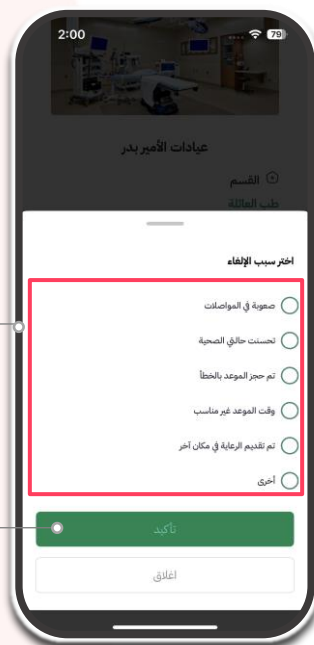 2:00
79
عيادات الأمير بدر
القسم
طب العائلة
اختر سبب الإلغاء
صعوبة في المواصلات
تحسنت حالتي الصحية
تم حجز الموعد بالخطأ
وقت الموعد غير مناسب
تم تقديم الرعاية في مكان آخر
أخرى
تأكيد
اغلاق